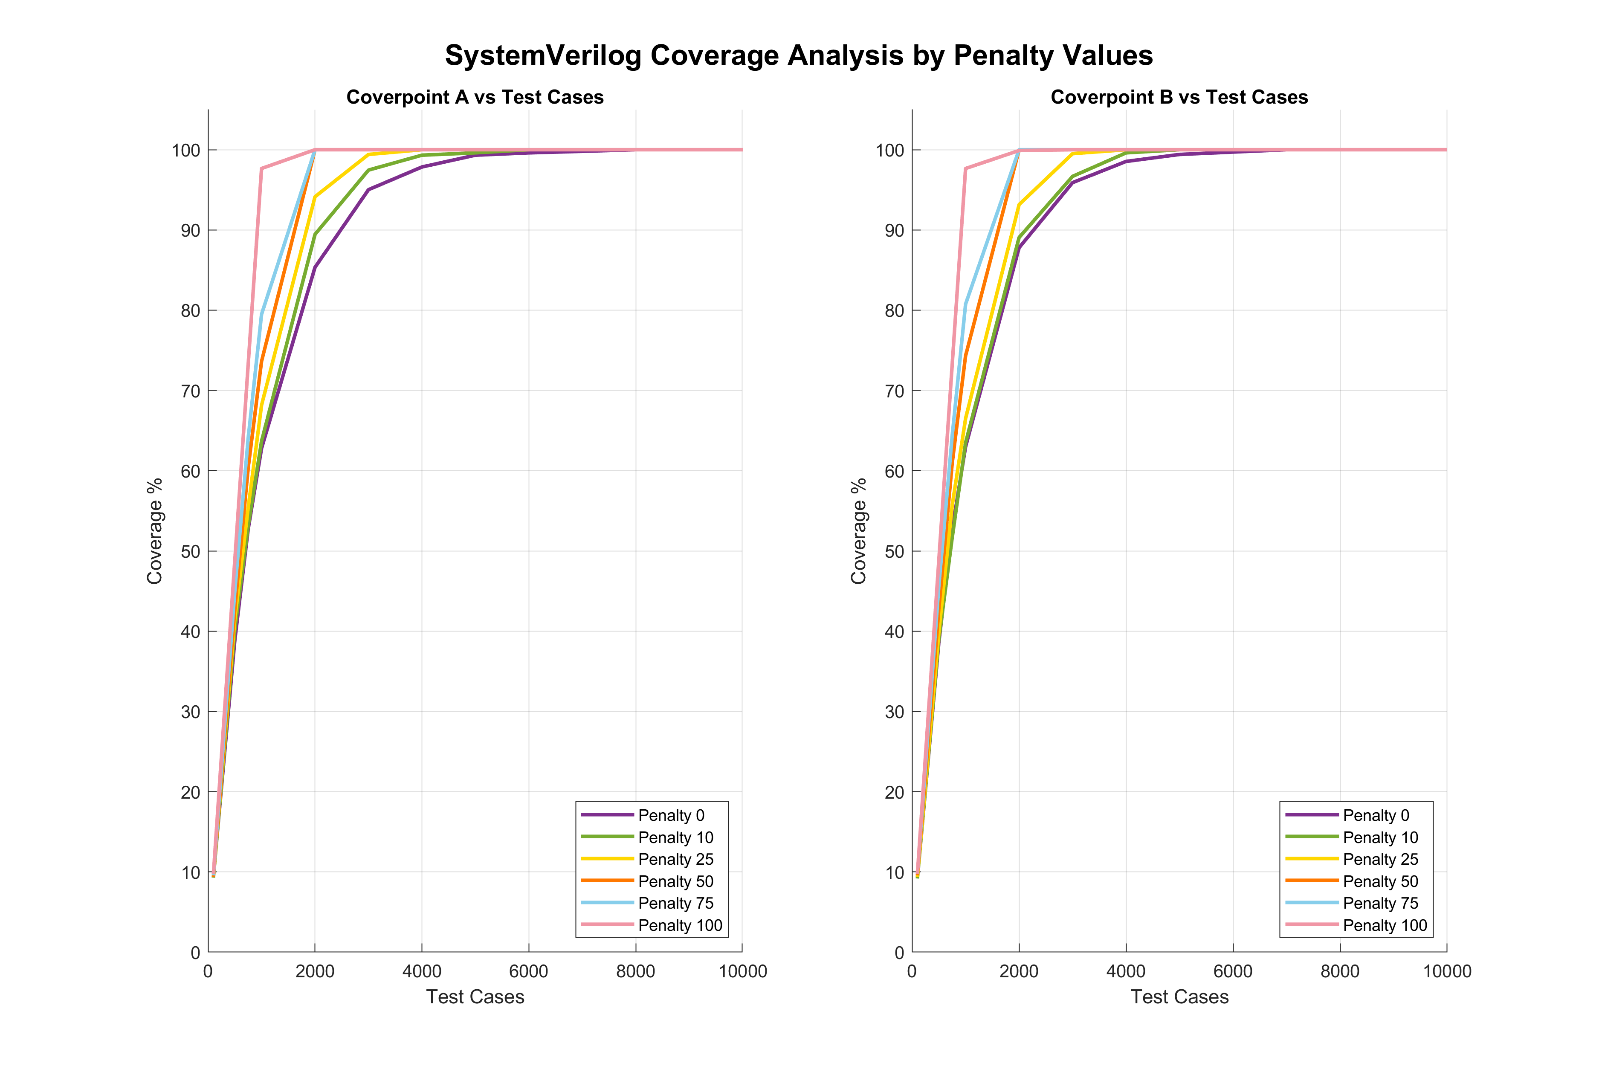 SystemVerilog Coverage Analysis by Penalty Values
Coverpoint A vs Test Cases
100
90
80
70
60
50
40
30
20
10
0
Coverage %
0 2000 4000 6000 8000 10000
Test Cases
Penalty 0
Penalty 10
Penalty 25
Penalty 50
Penalty 75
Penalty 100
Coverpoint B vs Test Cases
100
90
80
70
60
50
40
30
20
10
0
Coverage %
0 2000 4000 6000 8000 10000
Test Cases
Penalty 0
Penalty 10
Penalty 25
Penalty 50
Penalty 75
Penalty 100